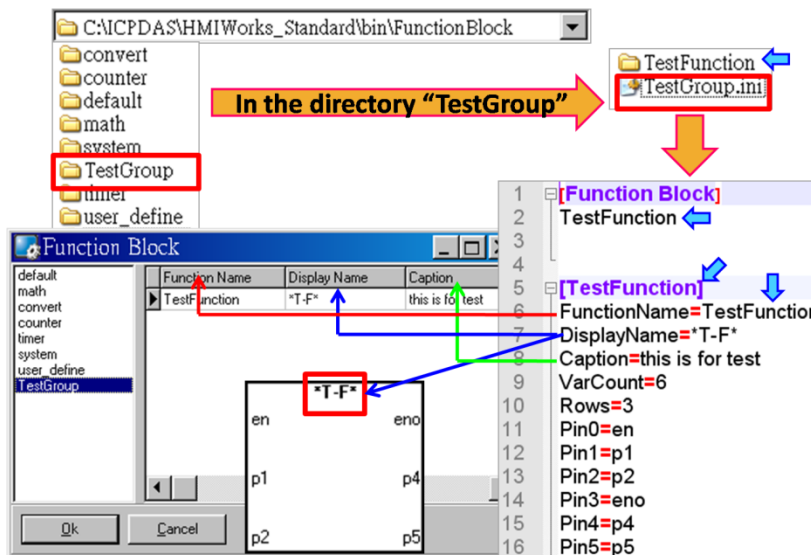 C:\ICPDAS\HMIWorks_Standard\bin\FunctionBlock
convert
counter
default
math
system
TestGroup
timer
user_define
In the directory “TestGroup”
TestFunction
TestGroup.ini
Function Block
default
math
convert
counter
timer
system
user_define
TestGroup
Function Name Display Name Caption
TestFunction *T-F* this is for test
*T-F*
en eno
p1 p4
p2 p5
Ok Cancel
1 [Function Block]
2 TestFunction
3
4
5 [TestFunction]
6 FunctionName=TestFunction
7 DisplayName=*T-F*
8 Caption=this is for test
9 VarCount=6
10 Rows=3
11 Pin0=en
12 Pin1=p1
13 Pin2=p2
14 Pin3=eno
15 Pin4=p4
16 Pin5=p5